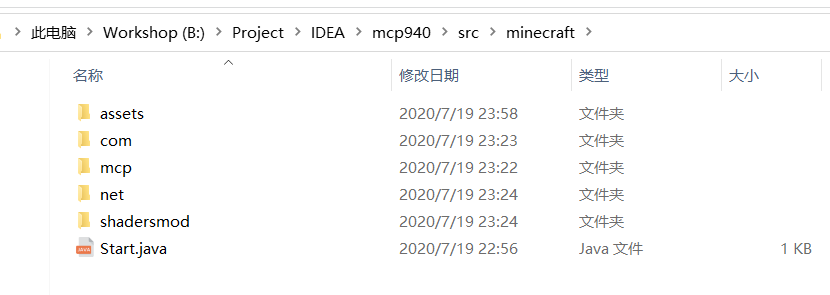 此电脑 > Workshop (B:) > Project > IDEA > mcp940 > src > minecraft >
名称 修改日期 类型 大小
assets 2020/7/19 23:58 文件夹
com 2020/7/19 23:23 文件夹
mcp 2020/7/19 23:22 文件夹
net 2020/7/19 23:24 文件夹
shadersmod 2020/7/19 23:24 文件夹
JAVA Start.java 2020/7/19 22:56 Java 文件 1 KB